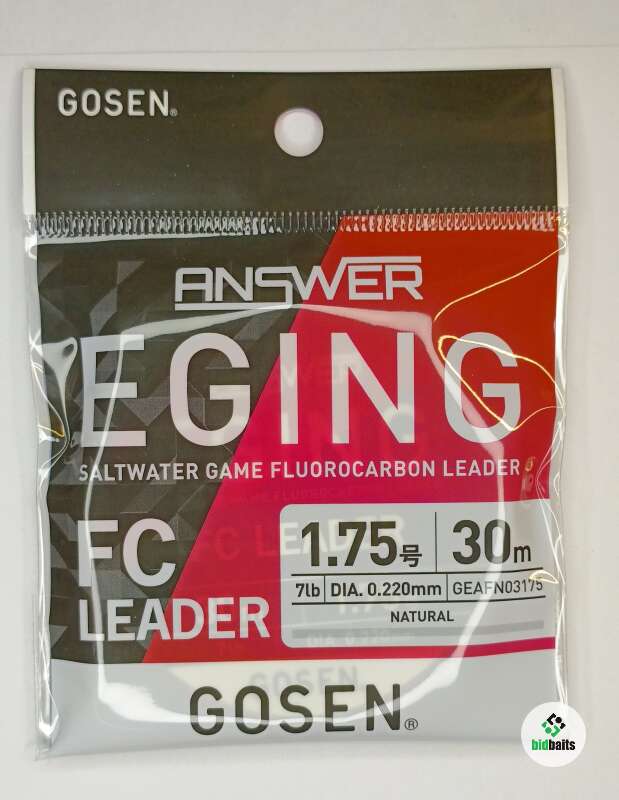 GOSEN®
ANSWER
EGING
SALTWATER GAME FLUOROCARBON LEADER
FC
LEADER
1.75号 30m
7lb DIA. 0.220mm GEAFN03175
NATURAL
GOSEN®
bidbaits